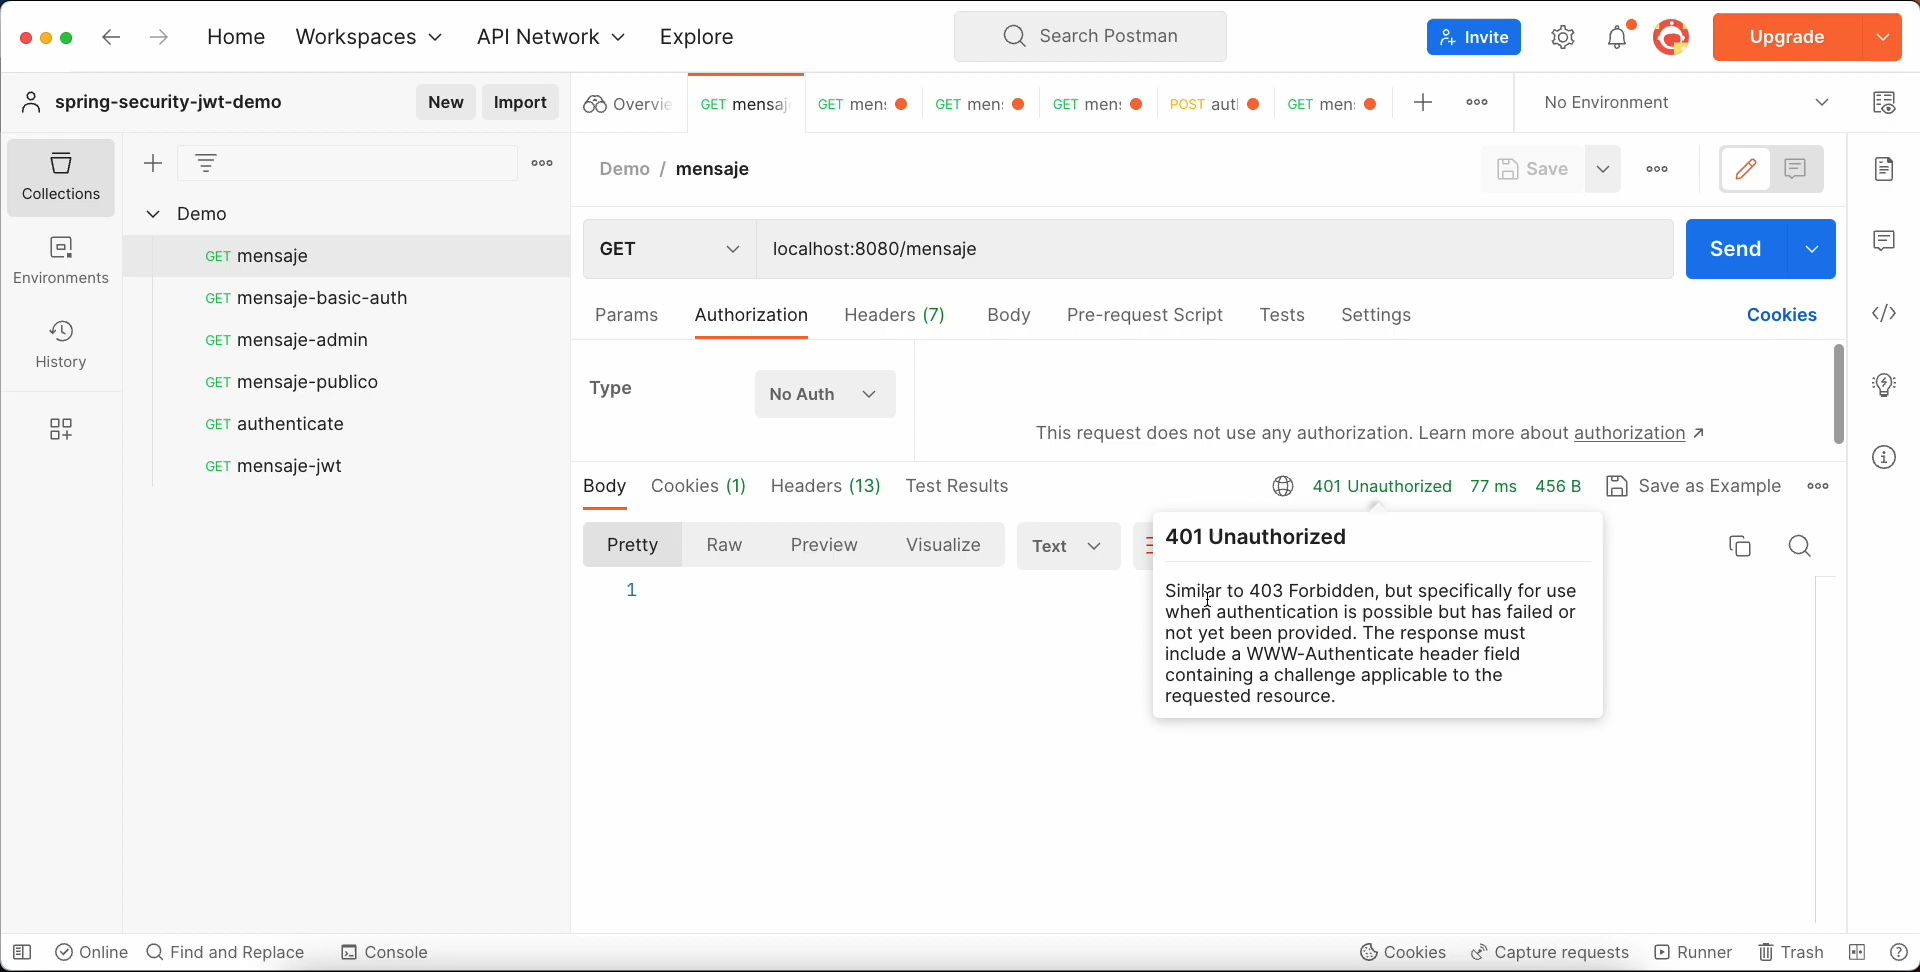 Home Workspaces API Network Explore Search Postman Invite Upgrade
spring-security-jwt-demo New Import
Overvie GET mensaj GET men: GET men: GET men: POST aut GET men: No Environment
Collections
Environments
History
Demo
GET mensaje
GET mensaje-basic-auth
GET mensaje-admin
GET mensaje-publico
GET authenticate
GET mensaje-jwt
Demo / mensaje Save
GET localhost:8080/mensaje Send
Params Authorization Headers (7) Body Pre-request Script Tests Settings Cookies
Type No Auth
This request does not use any authorization. Learn more about authorization ↗
Body Cookies (1) Headers (13) Test Results 401 Unauthorized 77 ms 456 B Save as Example
Pretty Raw Preview Visualize Text
1
401 Unauthorized
Similar to 403 Forbidden, but specifically for use
when authentication is possible but has failed or
not yet been provided. The response must
include a WWW-Authenticate header field
containing a challenge applicable to the
requested resource.
Online Find and Replace Console Cookies Capture requests Runner Trash